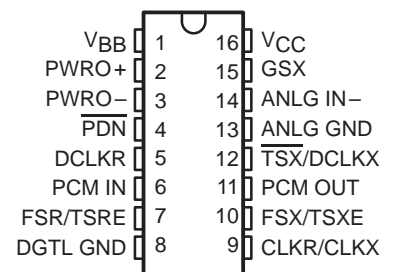 VBB 1 16 VCC
PWRO+ 2 15 GSX
PWRO– 3 14 ANLG IN–
PDN 4 13 ANLG GND
DCLKR 5 12 TSX/DCLKX
PCM IN 6 11 PCM OUT
FSR/TSRE 7 10 FSX/TSXE
DGTL GND 8 9 CLKR/CLKX